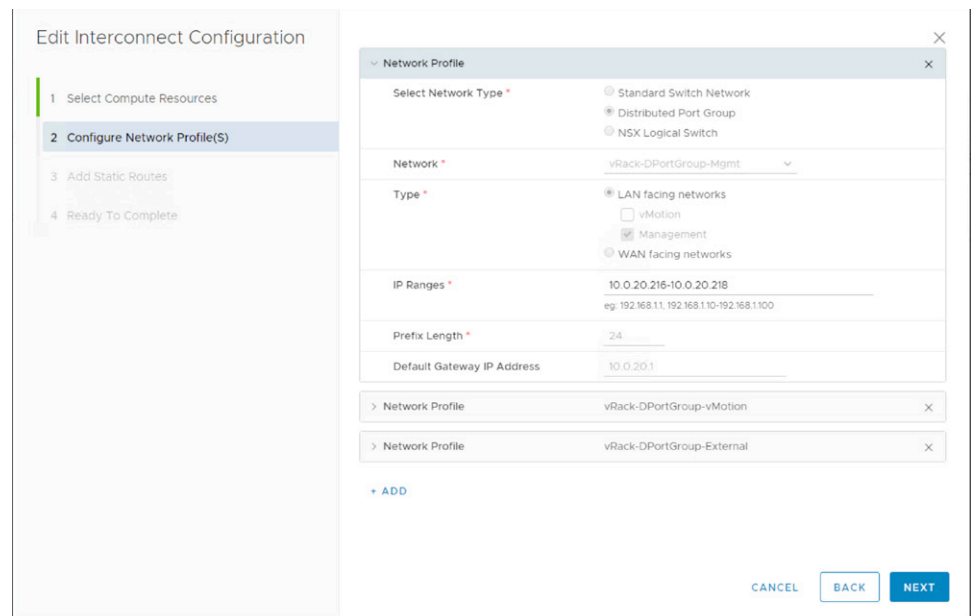 Edit Interconnect Configuration
1 Select Compute Resources
2 Configure Network Profile(S)
3 Add Static Routes
4 Ready To Complete
Network Profile
Select Network Type *
Standard Switch Network
Distributed Port Group
NSX Logical Switch
Network *
vRack-DPortGroup-Mgmt
Type *
LAN facing networks
vMotion
Management
WAN facing networks
IP Ranges *
10.0.20.216-10.0.20.218
eg: 192.168.1.1, 192.168.1.10-192.168.1.100
Prefix Length *
24
Default Gateway IP Address
10.0.20.1
Network Profile vRack-DPortGroup-vMotion
Network Profile vRack-DPortGroup-External
+ ADD
CANCEL BACK NEXT